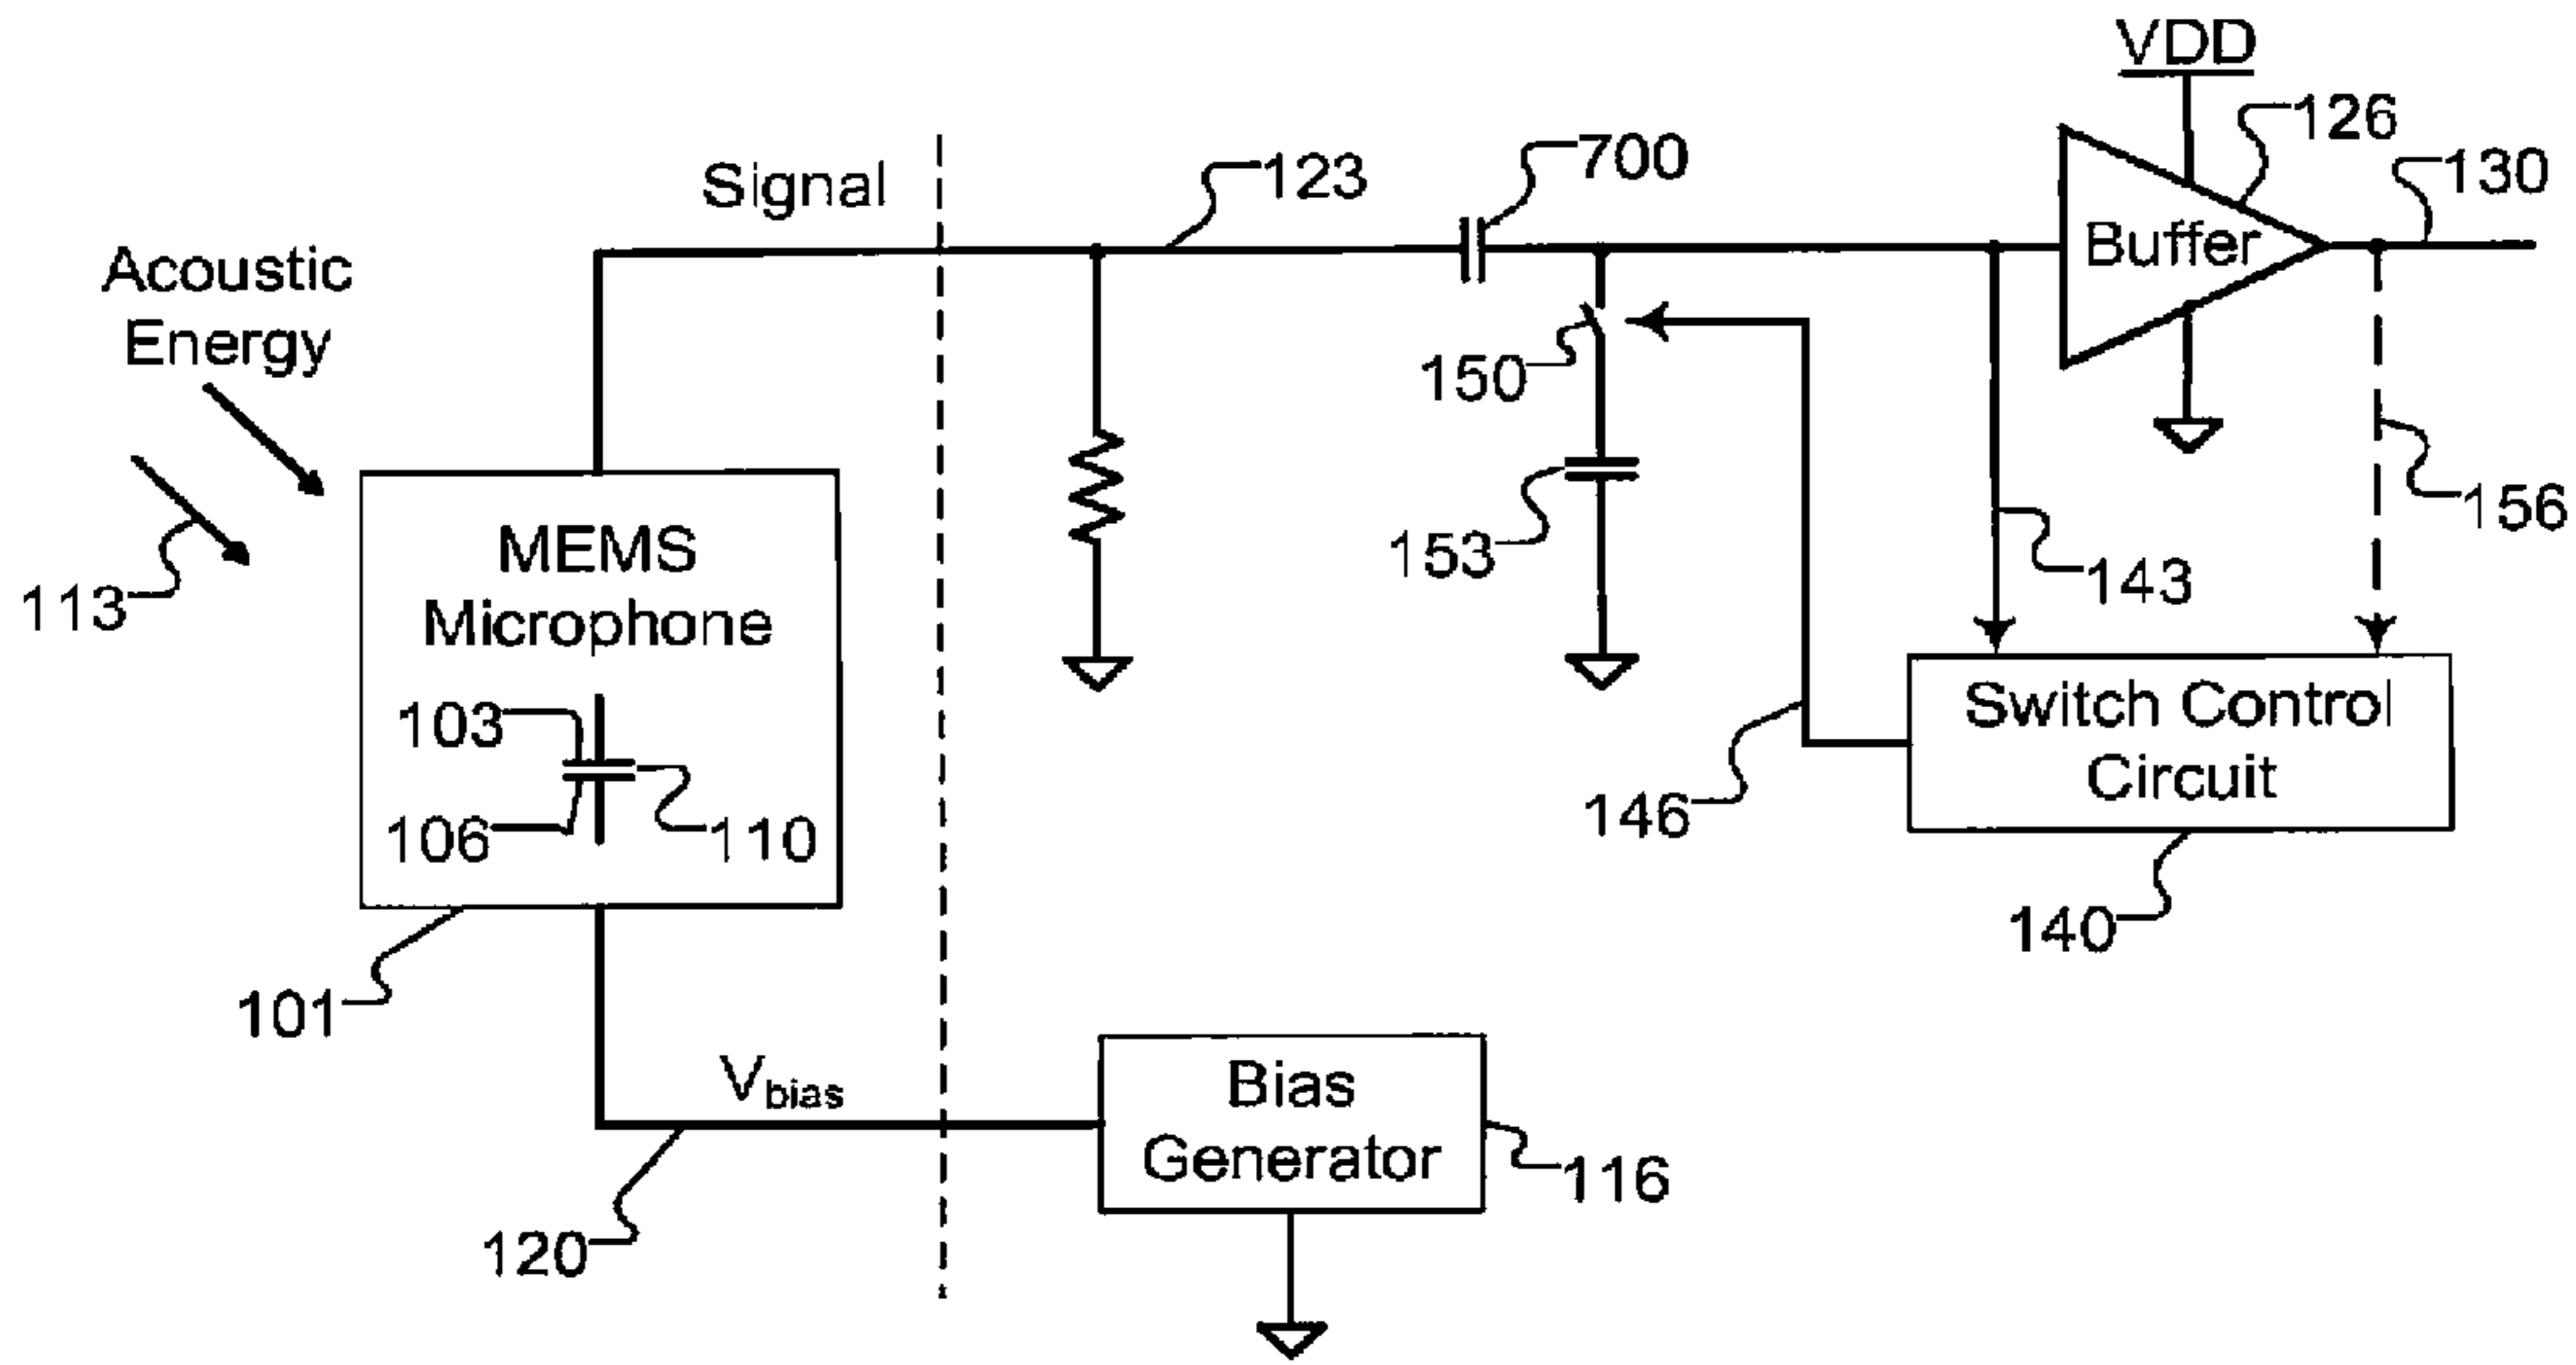 VDD
126
700
123
130
Signal
Buffer
Acoustic
Energy
150
156
153
143
MEMS
Microphone
113
Switch Control
Circuit
103
106
110
146
140
101
Vbias
Bias
Generator
116
120